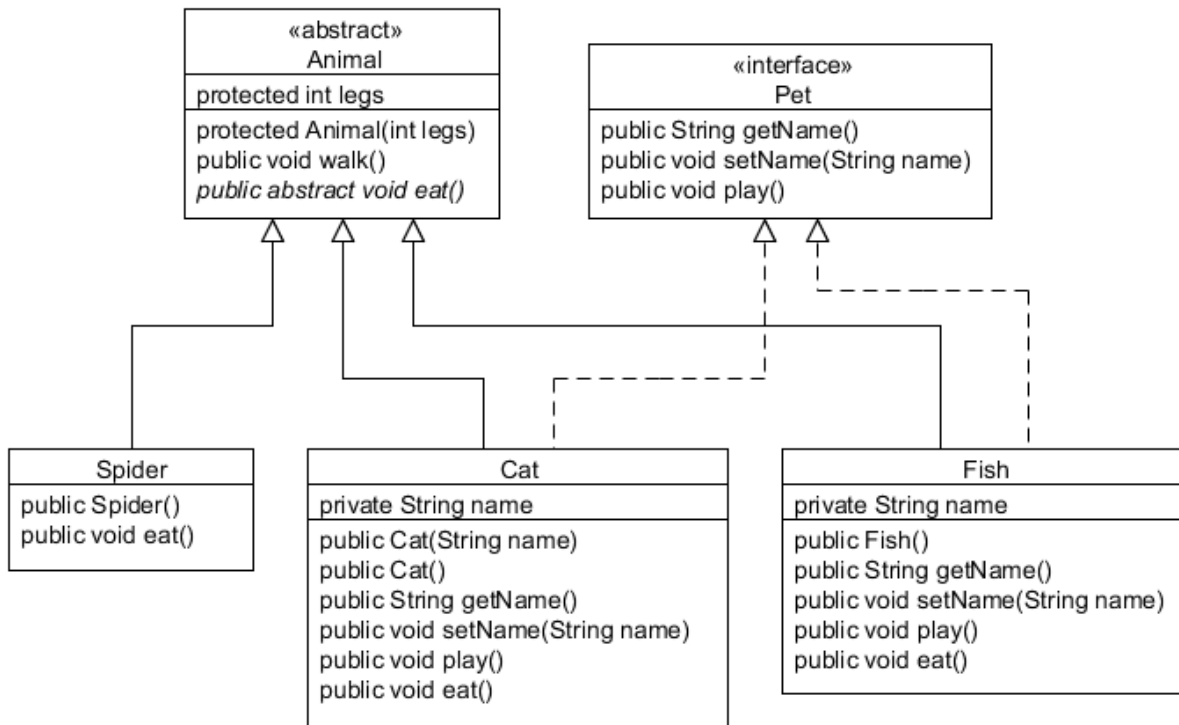 «abstract»
Animal
protected int legs
protected Animal(int legs)
public void walk()
public abstract void eat()
«interface»
Pet
public String getName()
public void setName(String name)
public void play()
Spider
public Spider()
public void eat()
Cat
private String name
public Cat(String name)
public Cat()
public String getName()
public void setName(String name)
public void play()
public void eat()
Fish
private String name
public Fish()
public String getName()
public void setName(String name)
public void play()
public void eat()